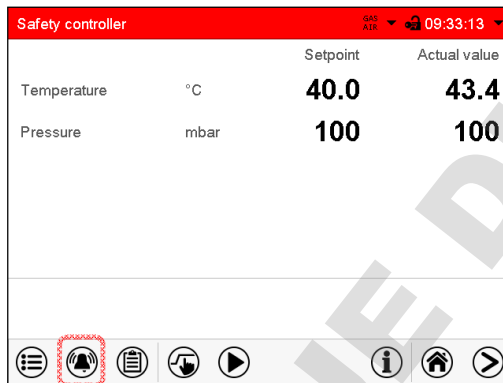 Safety controller GAS AIR 09:33:13
Setpoint Actual value
Temperature °C 40.0 43.4
Pressure mbar 100 100